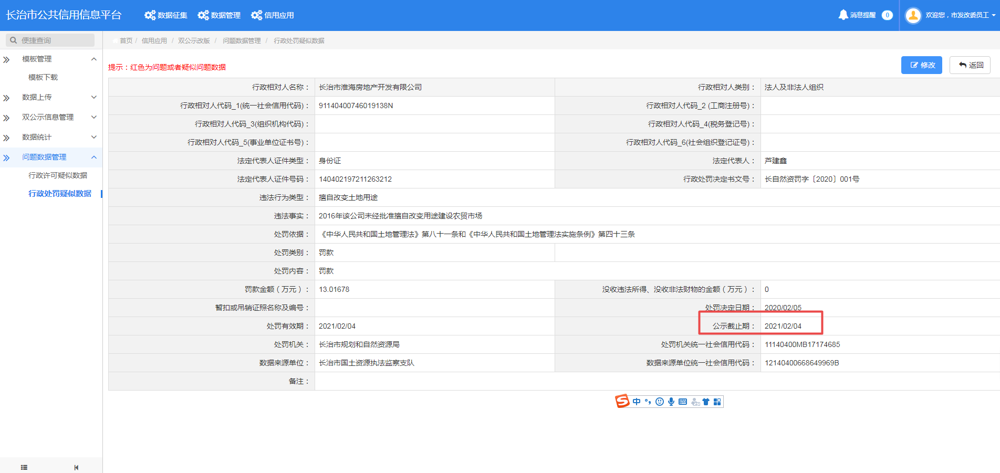 长治市公共信用信息平台 数据征集 数据管理 信用应用 消息提醒 0 欢迎您，市发改委员工
便捷查询
首页 / 信用应用 / 双公示改版 / 问题数据管理 / 行政处罚疑似数据
模板管理
模板下载
数据上传
双公示信息管理
数据统计
问题数据管理
行政许可疑似数据
行政处罚疑似数据
提示：红色为问题或者疑似问题数据 修改 返回
行政相对人名称： 长治市淮海房地产开发有限公司 行政相对人类别： 法人及非法人组织
行政相对人代码_1(统一社会信用代码)： 91140400746019138N 行政相对人代码_2 (工商注册号)：
行政相对人代码_3(组织机构代码)： 行政相对人代码_4(税务登记号)：
行政相对人代码_5(事业单位证书号)： 行政相对人代码_6(社会组织登记证号)：
法定代表人证件类型： 身份证 法定代表人： 芦建鑫
法定代表人证件号码： 140402197211263212 行政处罚决定书文号： 长自然资罚字〔2020〕001号
违法行为类型： 擅自改变土地用途
违法事实： 2016年该公司未经批准擅自改变用途建设农贸市场
处罚依据： 《中华人民共和国土地管理法》第八十一条和《中华人民共和国土地管理法实施条例》第四十三条
处罚类别： 罚款
处罚内容： 罚款
罚款金额（万元）： 13.01678 没收违法所得、没收非法财物的金额（万元）： 0
暂扣或吊销证照名称及编号： 处罚决定日期： 2020/02/05
处罚有效期： 2021/02/04 公示截止期： 2021/02/04
处罚机关： 长治市规划和自然资源局 处罚机关统一社会信用代码： 11140400MB17174685
数据来源单位： 长治市国土资源执法监察支队 数据来源单位统一社会信用代码： 12140400668649969B
备注：
S 中